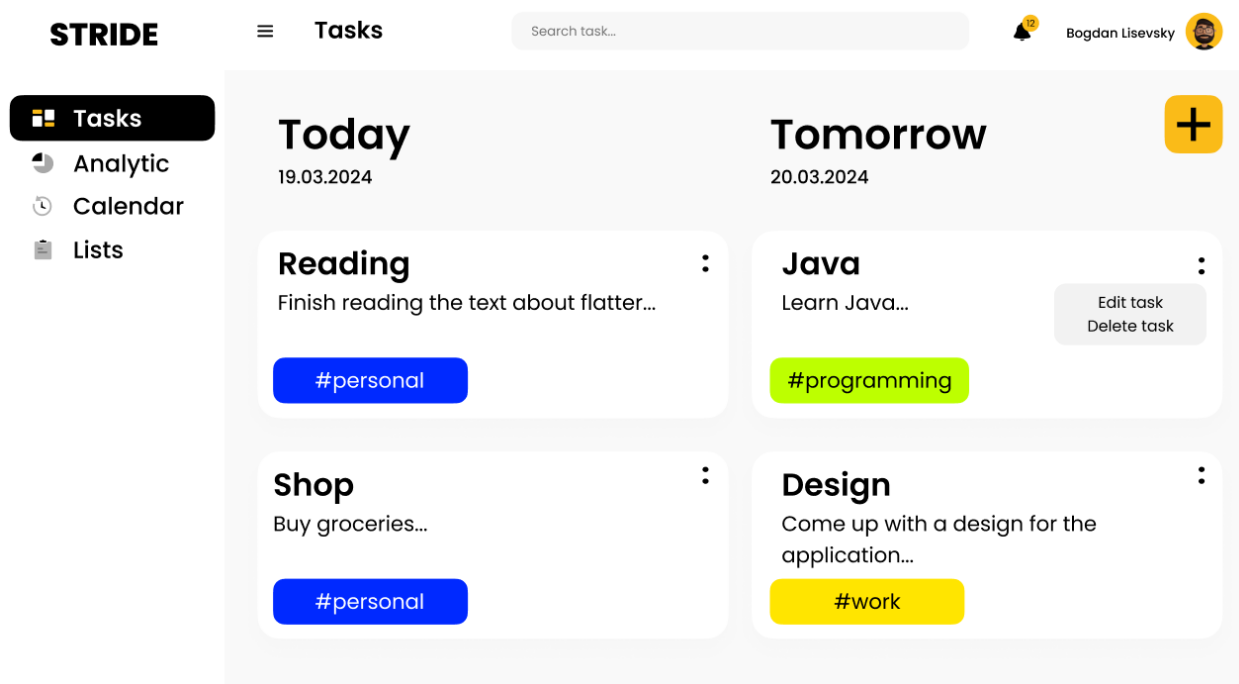 STRIDE
Tasks
Search task...
12
Bogdan Lisevsky
Tasks
Analytic
Calendar
Lists
Today
19.03.2024
Tomorrow
20.03.2024
Reading
Finish reading the text about flatter...
#personal
Java
Learn Java...
Edit task
Delete task
#programming
Shop
Buy groceries...
#personal
Design
Come up with a design for the
application...
#work